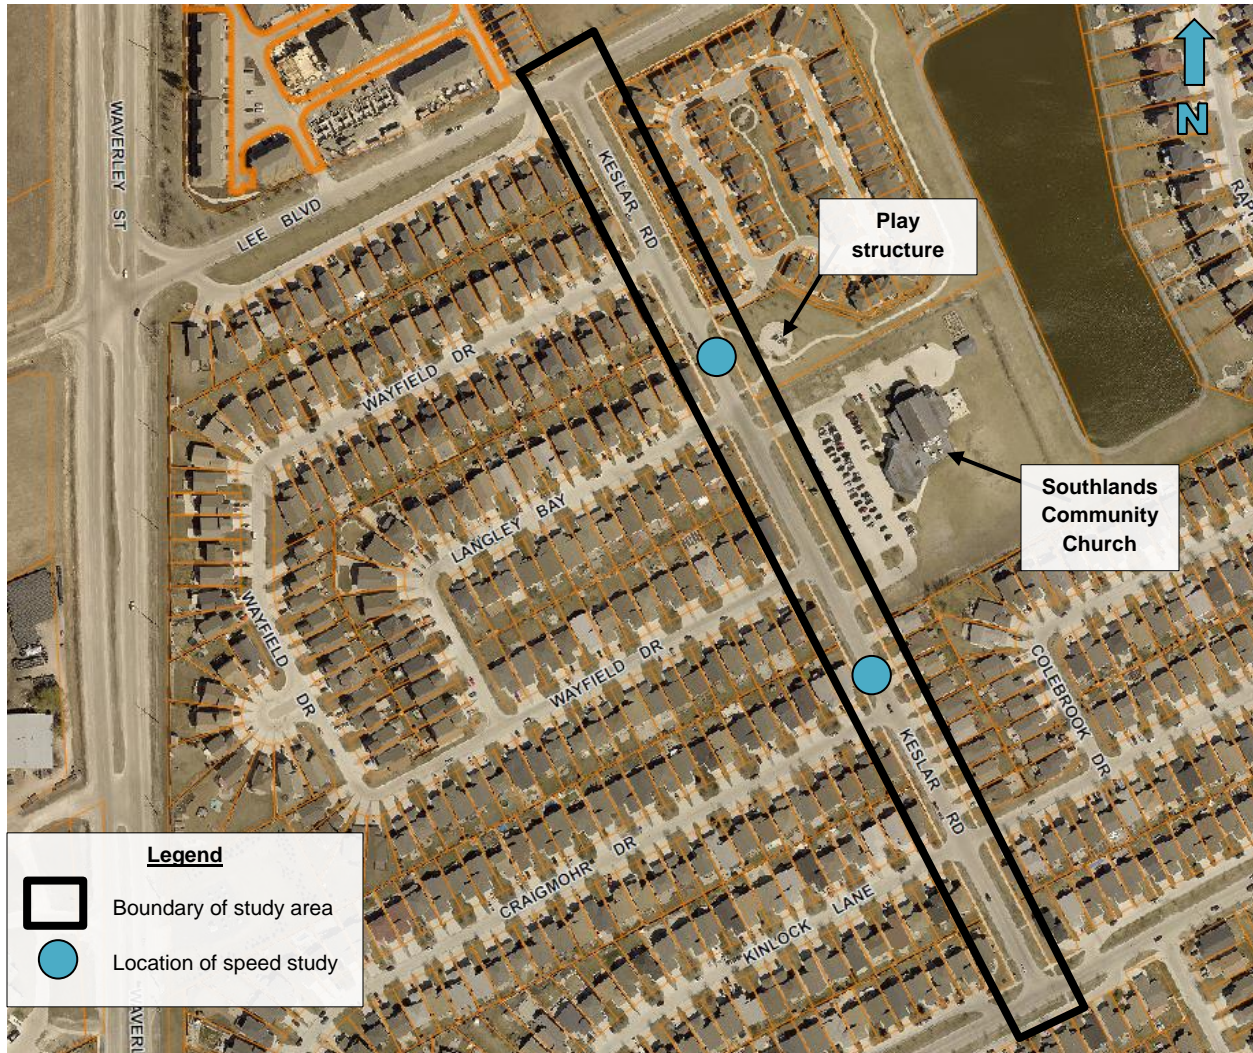 N
WAVERLEY ST
LEE BLVD
KESLAR RD
Play
structure
WAYFIELD DR
LANGLEY BAY
Southlands
Community
Church
WAYFIELD DR
WAYFIELD DR
COLEBROOK DR
KESLAR RD
CRAIGMOHR DR
KINLOCK LANE
Legend
Boundary of study area
Location of speed study